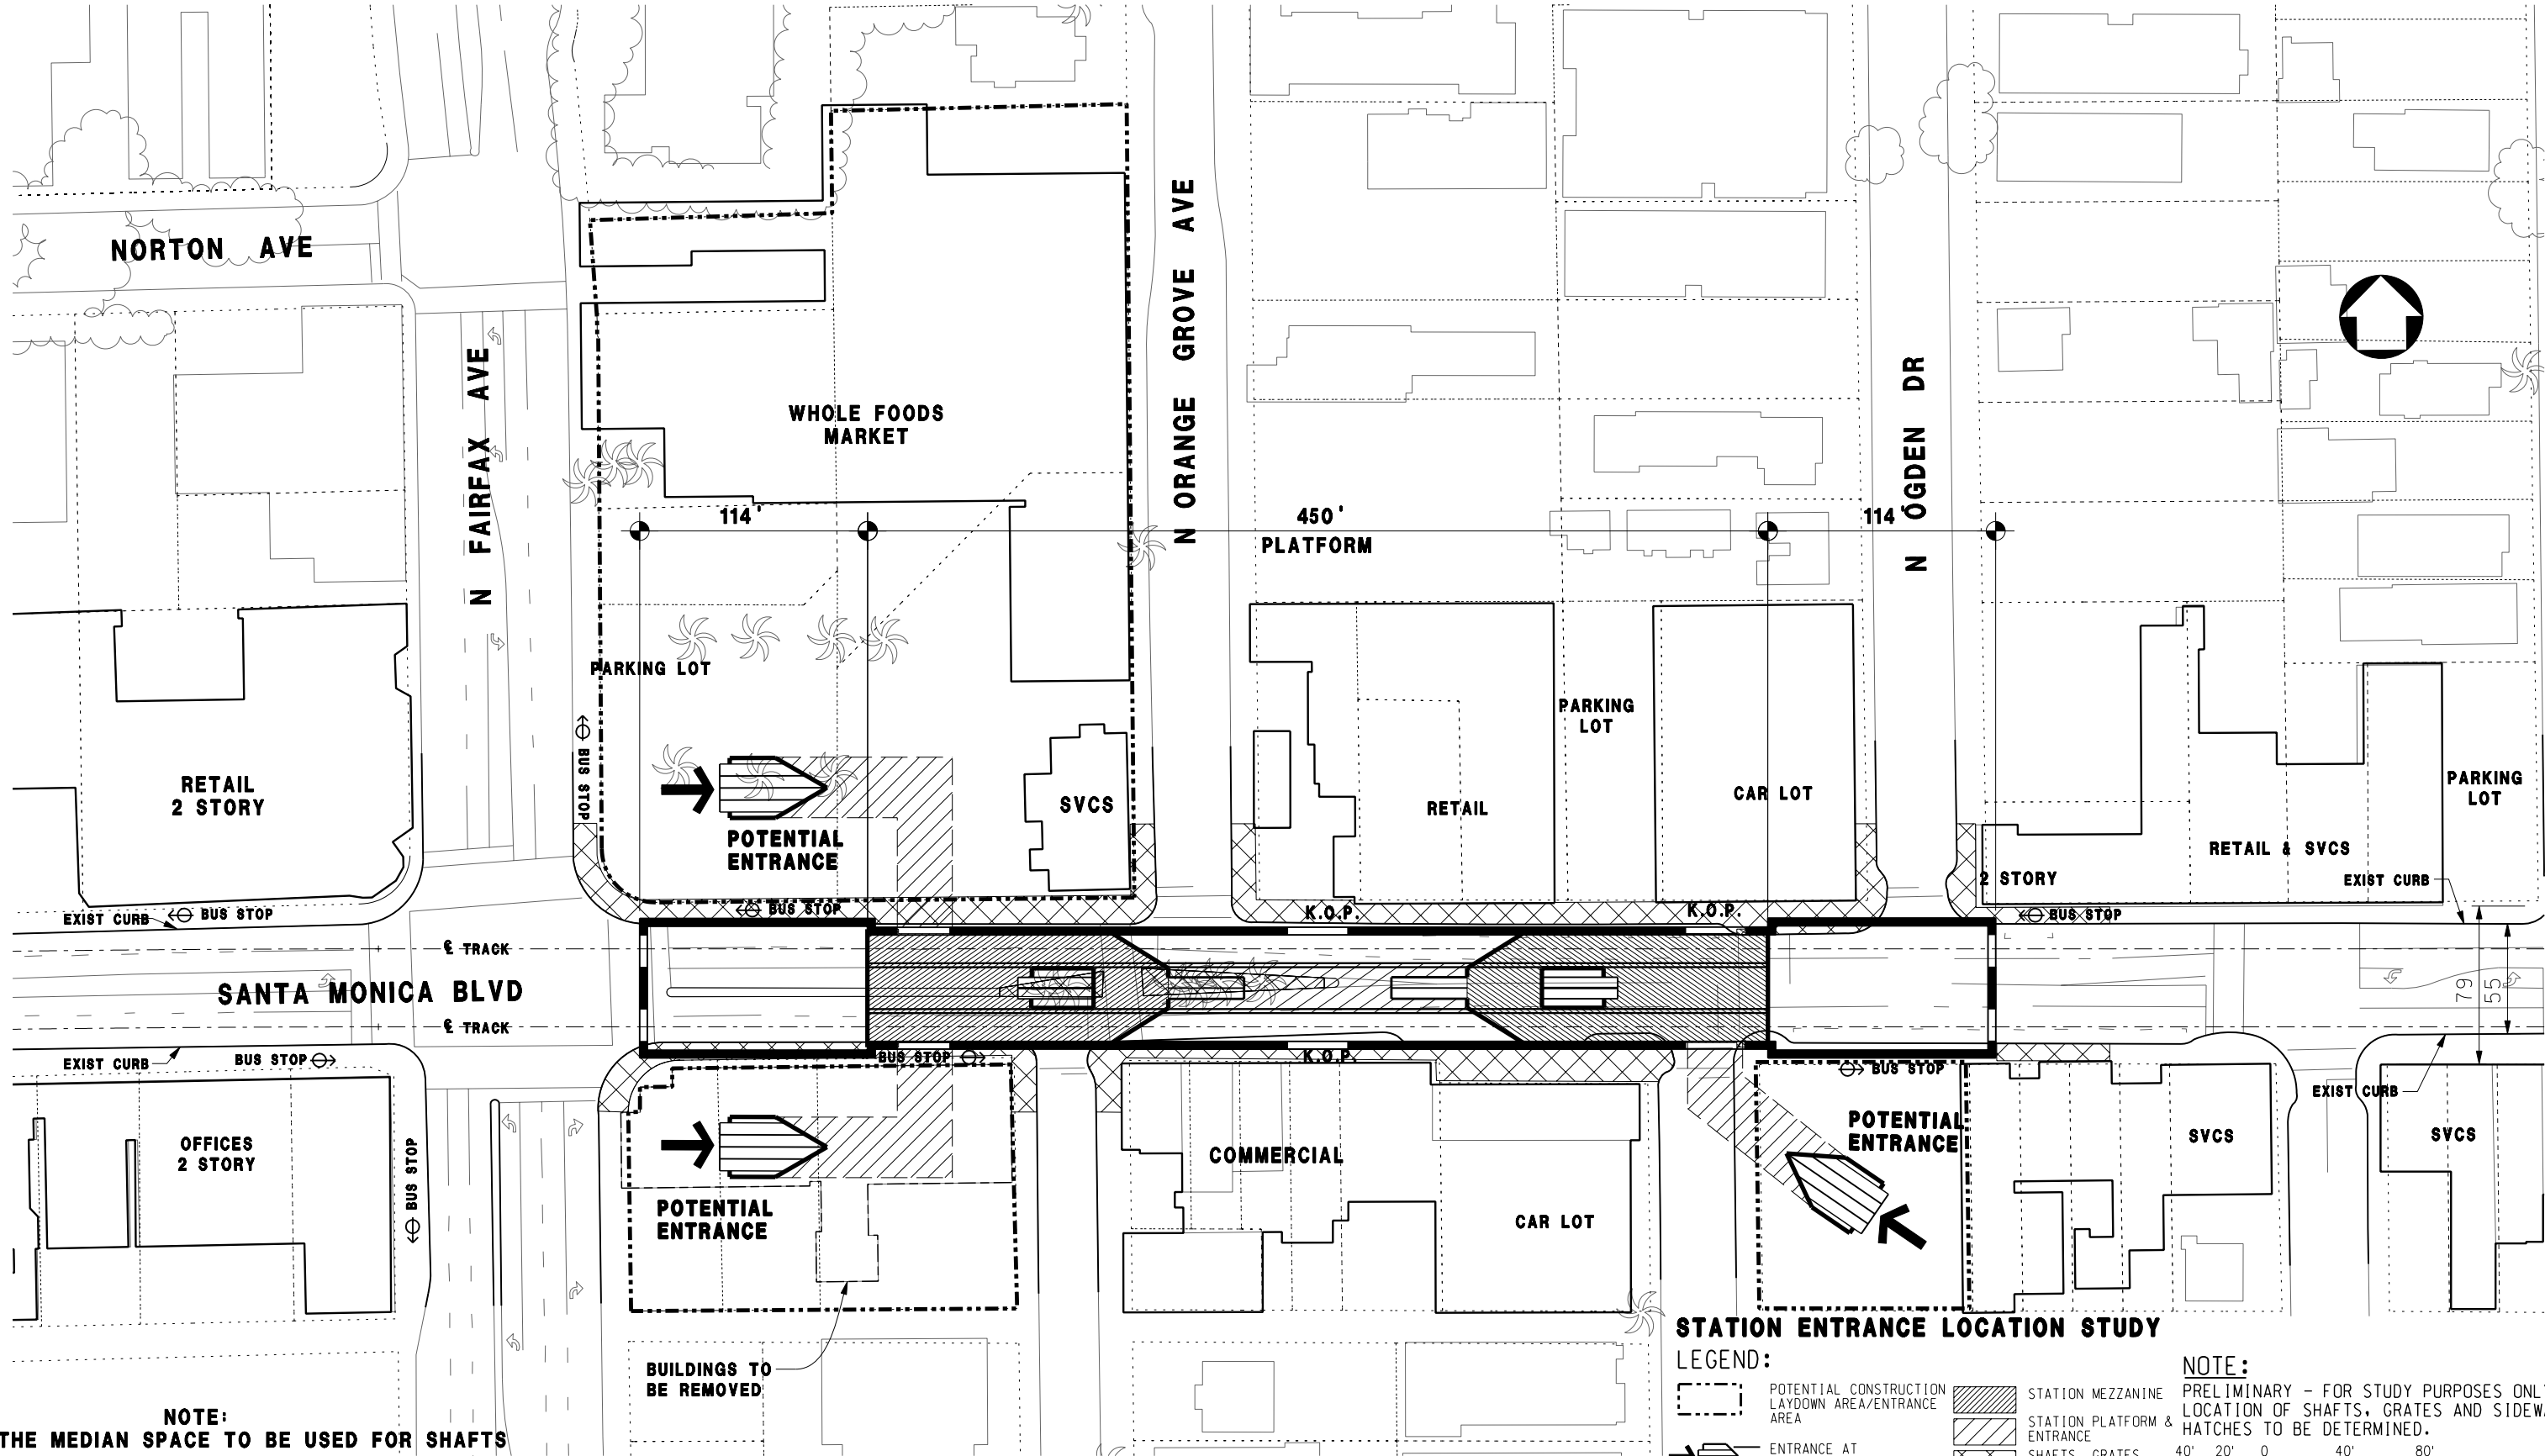 NORTON AVE
N FAIRFAX AVE
WHOLE FOODS
MARKET
N ORANGE GROVE AVE
N OGDEN DR
114'
450'
PLATFORM
114'
PARKING LOT
BUS STOP
RETAIL
2 STORY
POTENTIAL
ENTRANCE
SVCS
RETAIL
PARKING
LOT
CAR LOT
2 STORY
RETAIL & SVCS
PARKING
LOT
EXIST CURB
BUS STOP
BUS STOP
K.O.P.
K.O.P.
BUS STOP
EXIST CURB
℄ TRACK
SANTA MONICA BLVD
℄ TRACK
79
55
EXIST CURB
BUS STOP
BUS STOP
K.O.P.
BUS STOP
EXIST CURB
OFFICES
2 STORY
BUS STOP
POTENTIAL
ENTRANCE
COMMERCIAL
CAR LOT
POTENTIAL
ENTRANCE
SVCS
SVCS
BUILDINGS TO
BE REMOVED
NOTE:
THE MEDIAN SPACE TO BE USED FOR SHAFTS
STATION ENTRANCE LOCATION STUDY
LEGEND:
POTENTIAL CONSTRUCTION
LAYDOWN AREA/ENTRANCE
AREA
ENTRANCE AT
STATION MEZZANINE
STATION PLATFORM &
ENTRANCE
SHAFTS, GRATES
NOTE:
PRELIMINARY - FOR STUDY PURPOSES
LOCATION OF SHAFTS, GRATES AND
HATCHES TO BE DETERMINED.
40' 20' 0 40' 80'